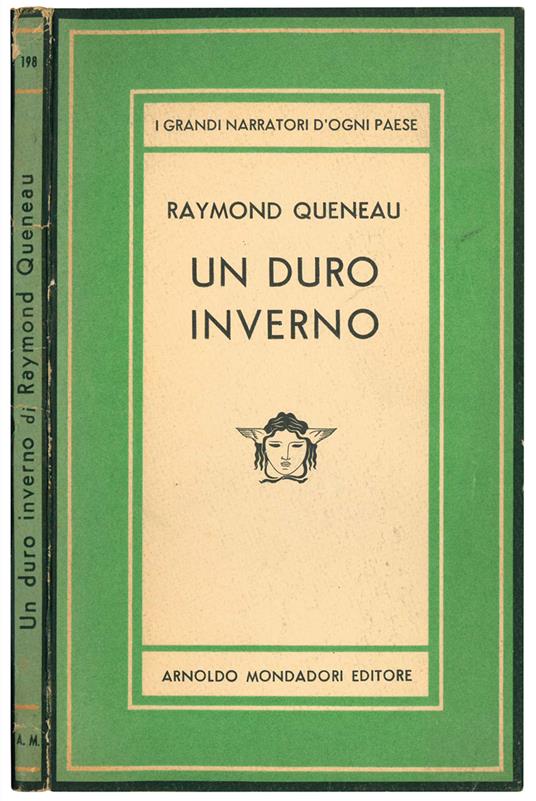 198
Un duro inverno di Raymond Queneau
A. M.
I GRANDI NARRATORI D'OGNI PAESE
RAYMOND QUENEAU
UN DURO
INVERNO
ARNOLDO MONDADORI EDITORE